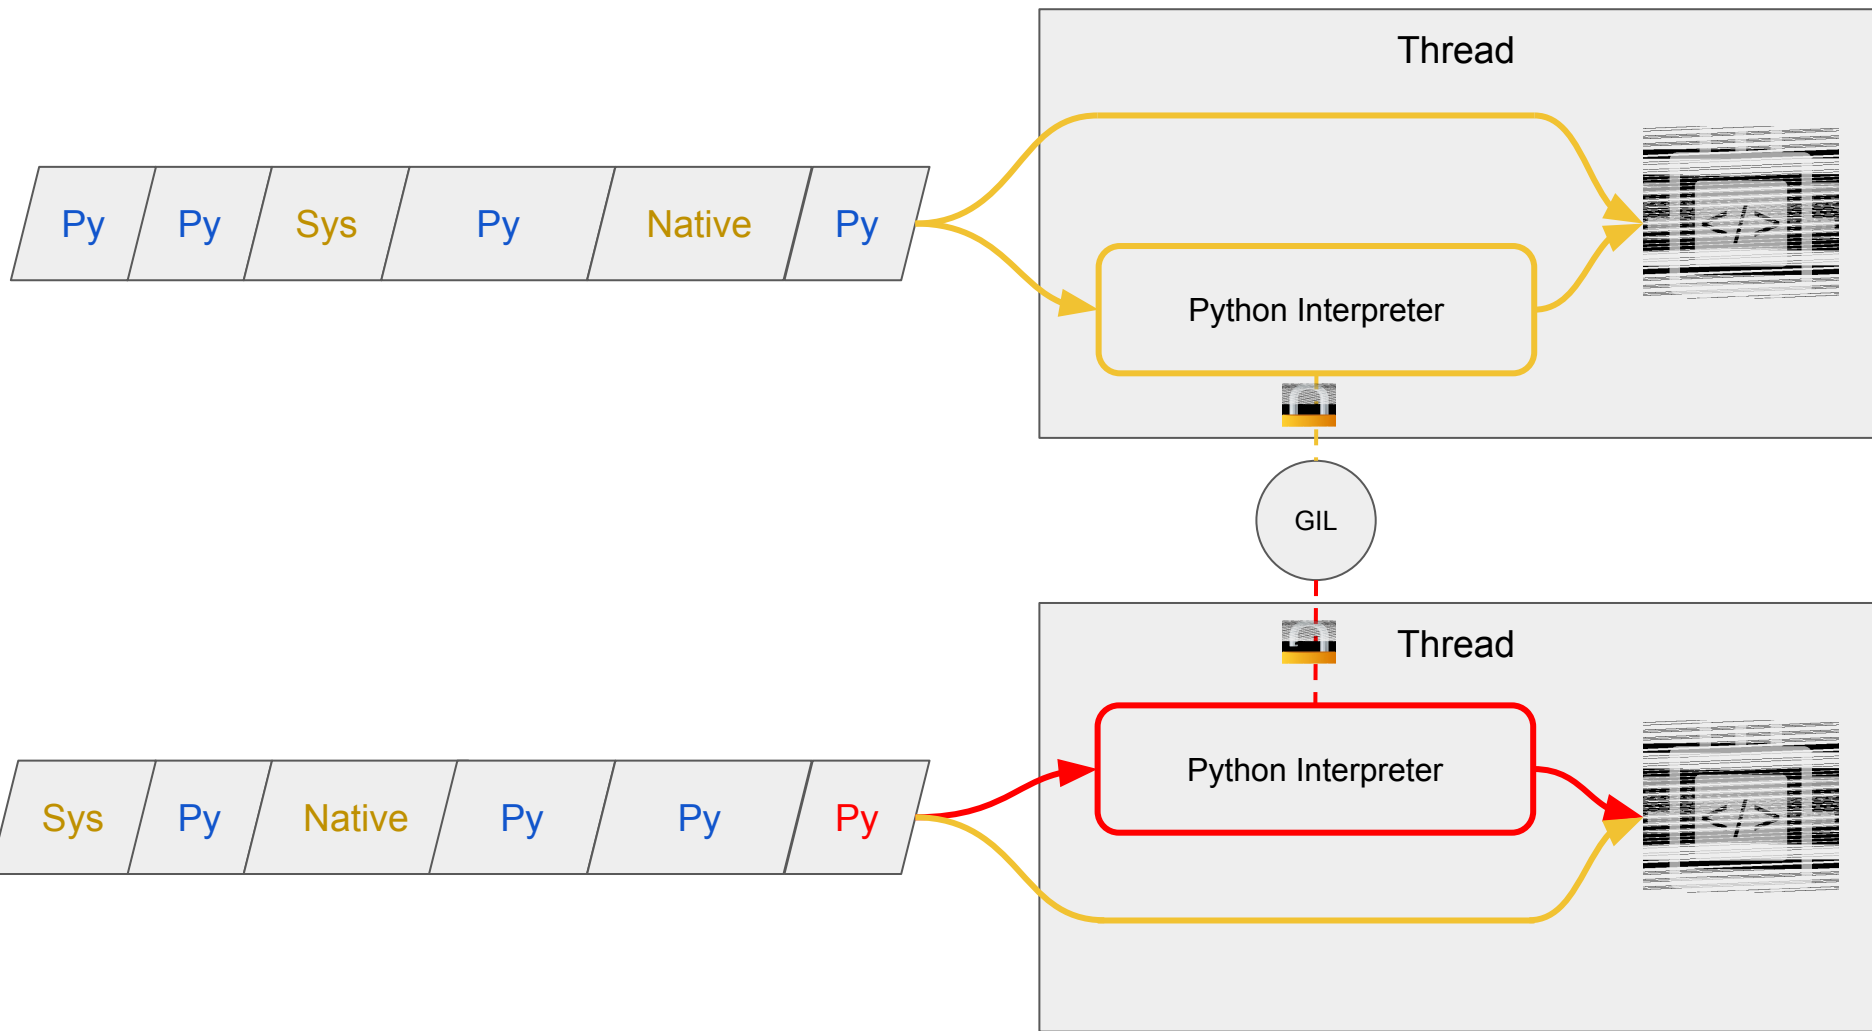 Thread
Py Py Sys Py Native Py
Python Interpreter
GIL
Thread
Python Interpreter
Sys Py Native Py Py Py